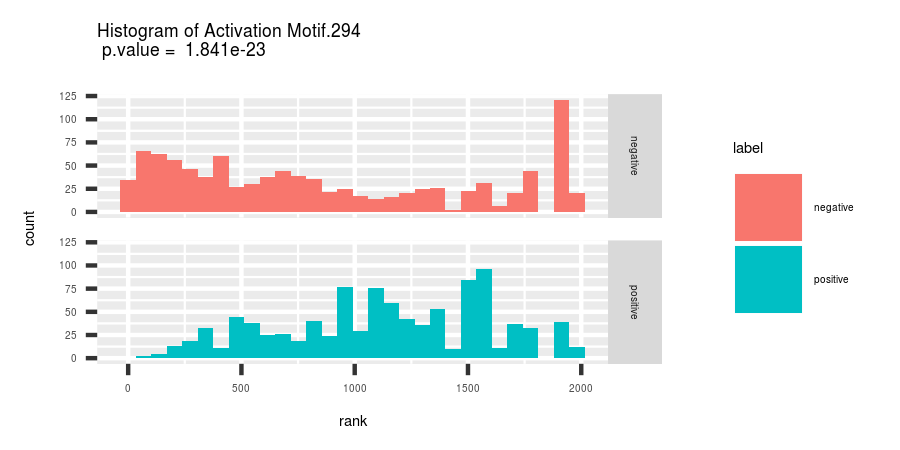 Histogram of Activation Motif.294
p.value = 1.841e-23
count
125
100
75
50
25
0
negative
125
100
75
50
25
0
positive
0 500 1000 1500 2000
rank
label
negative
positive